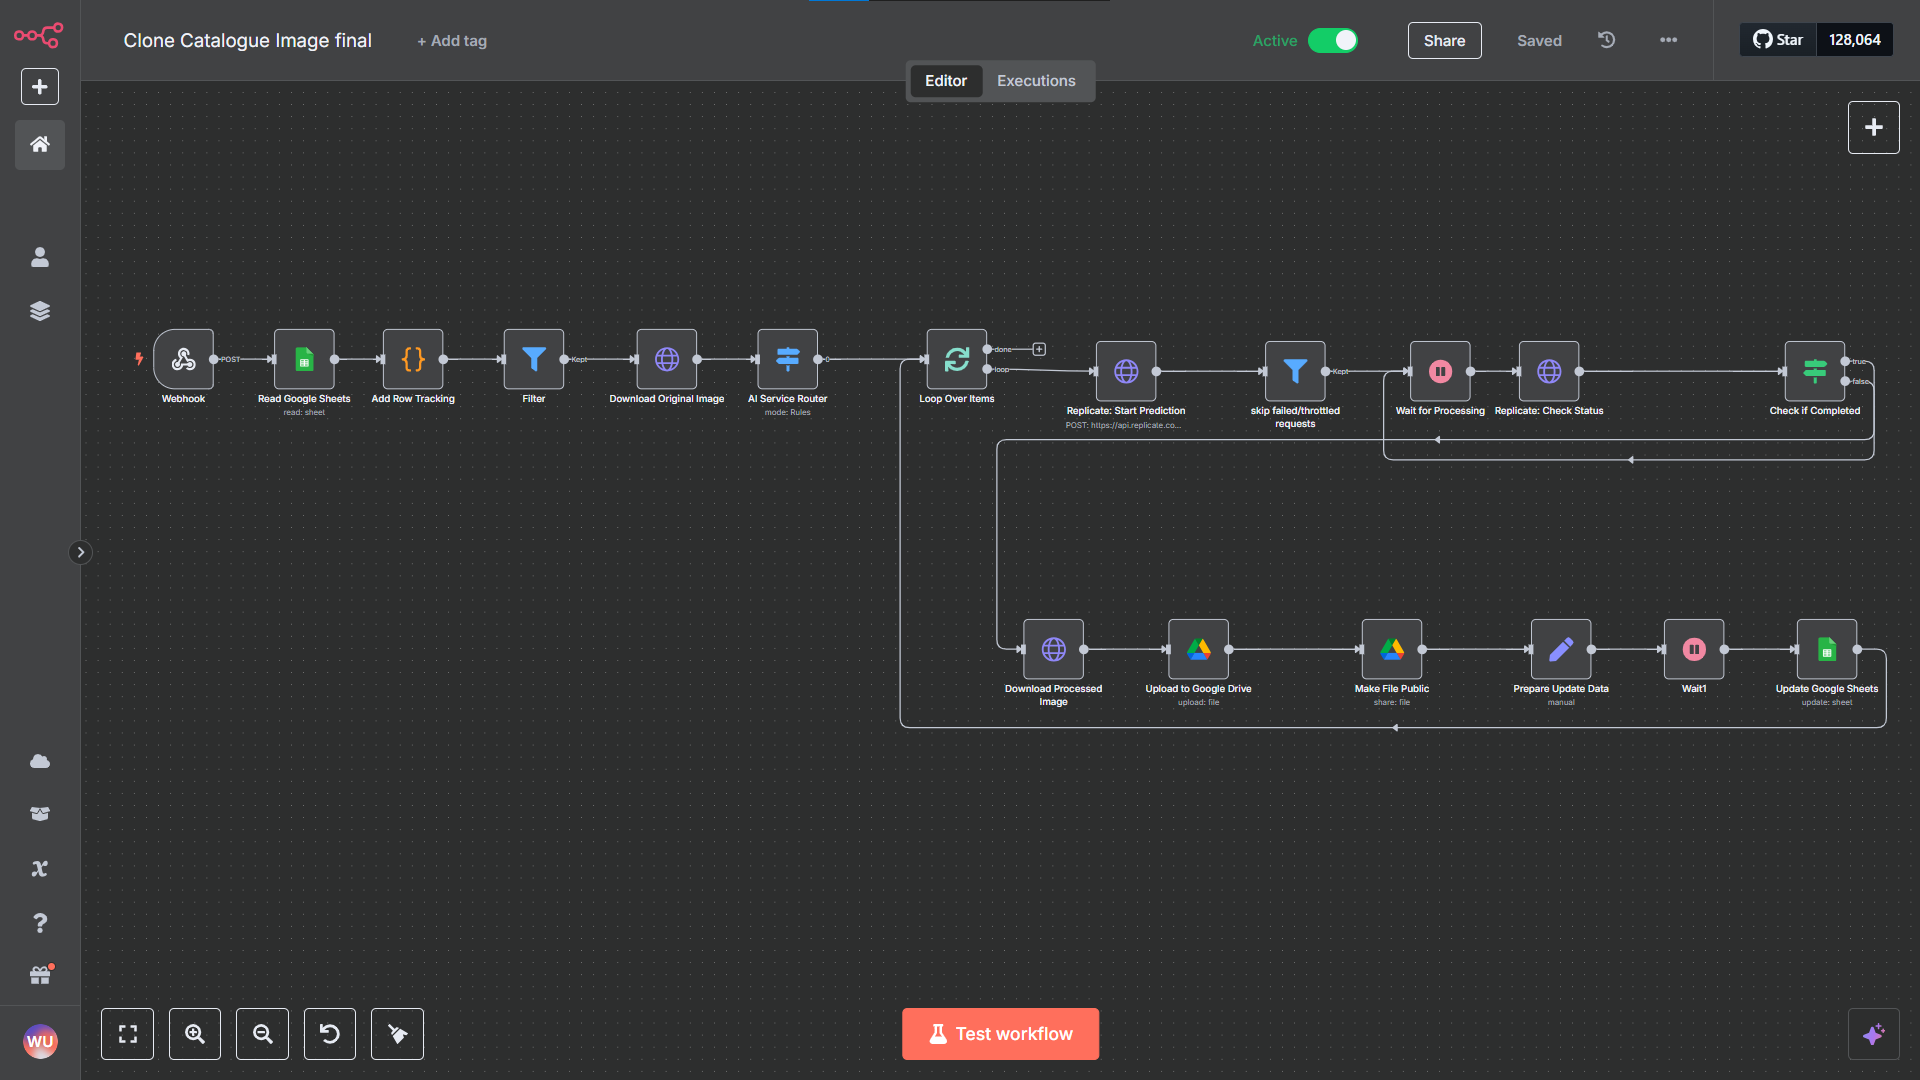 Clone Catalogue Image final
+ Add tag
Active
Share
Saved
Star
128,064
Editor
Executions
POST
Webhook
Read Google Sheets
read: sheet
Add Row Tracking
Kept
Filter
Download Original Image
0
AI Service Router
mode: Rules
done
loop
Loop Over Items
Replicate: Start Prediction
POST: https://api.replicate.co...
Kept
skip failed/throttled
requests
Wait for Processing
Replicate: Check Status
true
false
Check if Completed
Download Processed
Image
Upload to Google Drive
upload: file
Make File Public
share: file
Prepare Update Data
manual
Wait1
Update Google Sheets
update: sheet
WU
Test workflow